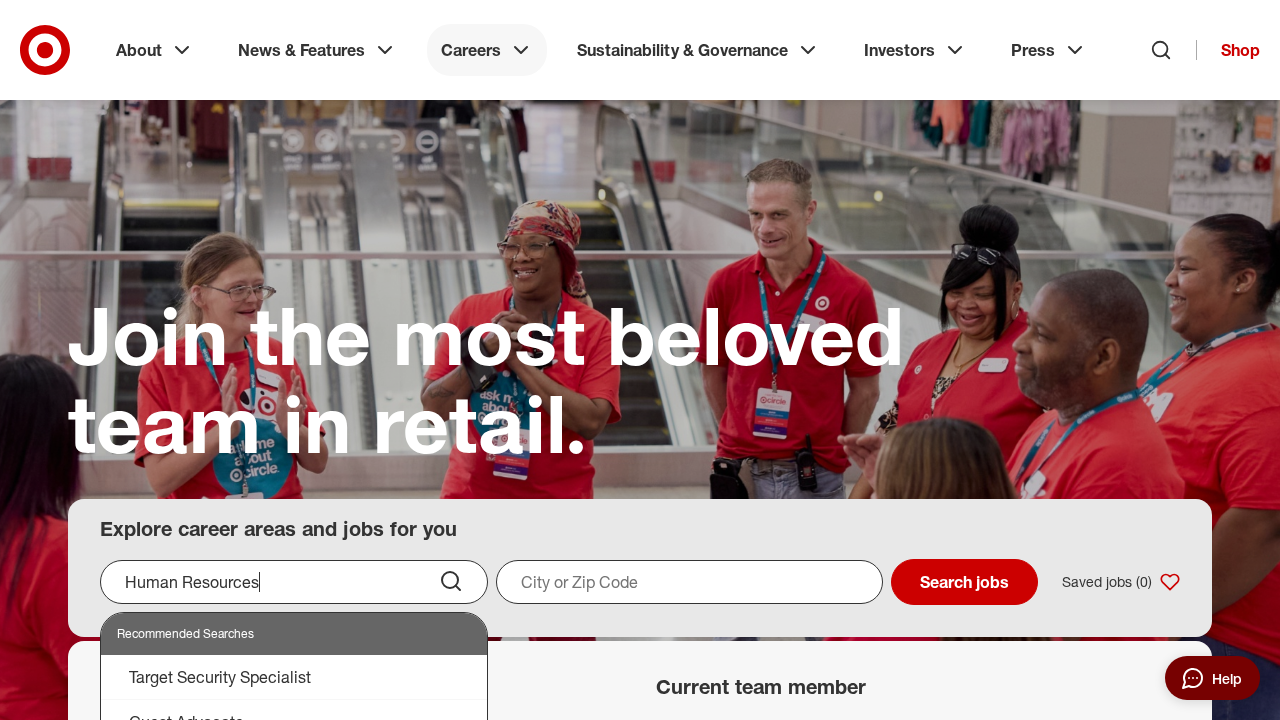 About
News & Features
Careers
Sustainability & Governance
Investors
Press
Shop
Join the most beloved
team in retail.
Explore career areas and jobs for you
Human Resources
City or Zip Code
Search jobs
Saved jobs (0)
Recommended Searches
Target Security Specialist
Guest Advocate
Current team member
Help